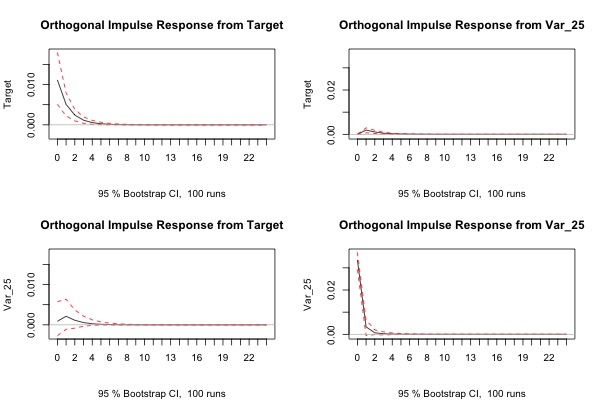 Orthogonal Impulse Response from Target
Target
0.000 0.010
0 2 4 6 8 10 13 16 19 22
95 % Bootstrap CI, 100 runs
Orthogonal Impulse Response from Var_25
Target
0.00 0.02
0 2 4 6 8 10 13 16 19 22
95 % Bootstrap CI, 100 runs
Orthogonal Impulse Response from Target
Var_25
0.000 0.010
0 2 4 6 8 10 13 16 19 22
95 % Bootstrap CI, 100 runs
Orthogonal Impulse Response from Var_25
Var_25
0.00 0.02
0 2 4 6 8 10 13 16 19 22
95 % Bootstrap CI, 100 runs